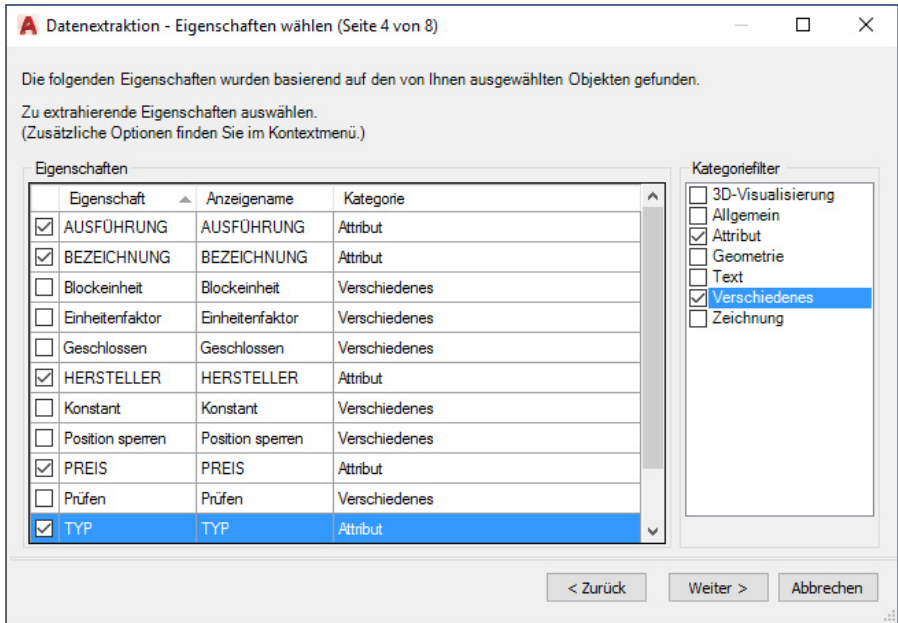 Datenextraktion - Eigenschaften wählen (Seite 4 von 8)
Die folgenden Eigenschaften wurden basierend auf den von Ihnen ausgewählten Objekten gefunden.
Zu extrahierende Eigenschaften auswählen.
(Zusätzliche Optionen finden Sie im Kontextmenü.)
Eigenschaften
Eigenschaft Anzeigename Kategorie
AUSFÜHRUNG AUSFÜHRUNG Attribut
BEZEICHNUNG BEZEICHNUNG Attribut
Blockeinheit Blockeinheit Verschiedenes
Einheitenfaktor Einheitenfaktor Verschiedenes
Geschlossen Geschlossen Verschiedenes
HERSTELLER HERSTELLER Attribut
Konstant Konstant Verschiedenes
Position sperren Position sperren Verschiedenes
PREIS PREIS Attribut
Prüfen Prüfen Verschiedenes
TYP TYP Attribut
Kategoriefilter
3D-Visualisierung
Allgemein
Attribut
Geometrie
Text
Verschiedenes
Zeichnung
< Zurück Weiter > Abbrechen